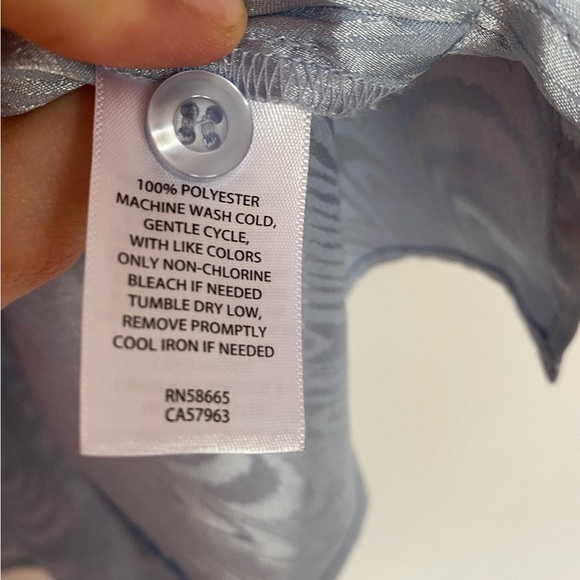 100% POLYESTER
MACHINE WASH COLD,
GENTLE CYCLE,
WITH LIKE COLORS
ONLY NON-CHLORINE
BLEACH IF NEEDED
TUMBLE DRY LOW,
REMOVE PROMPTLY
COOL IRON IF NEEDED
RN58665
CA57963